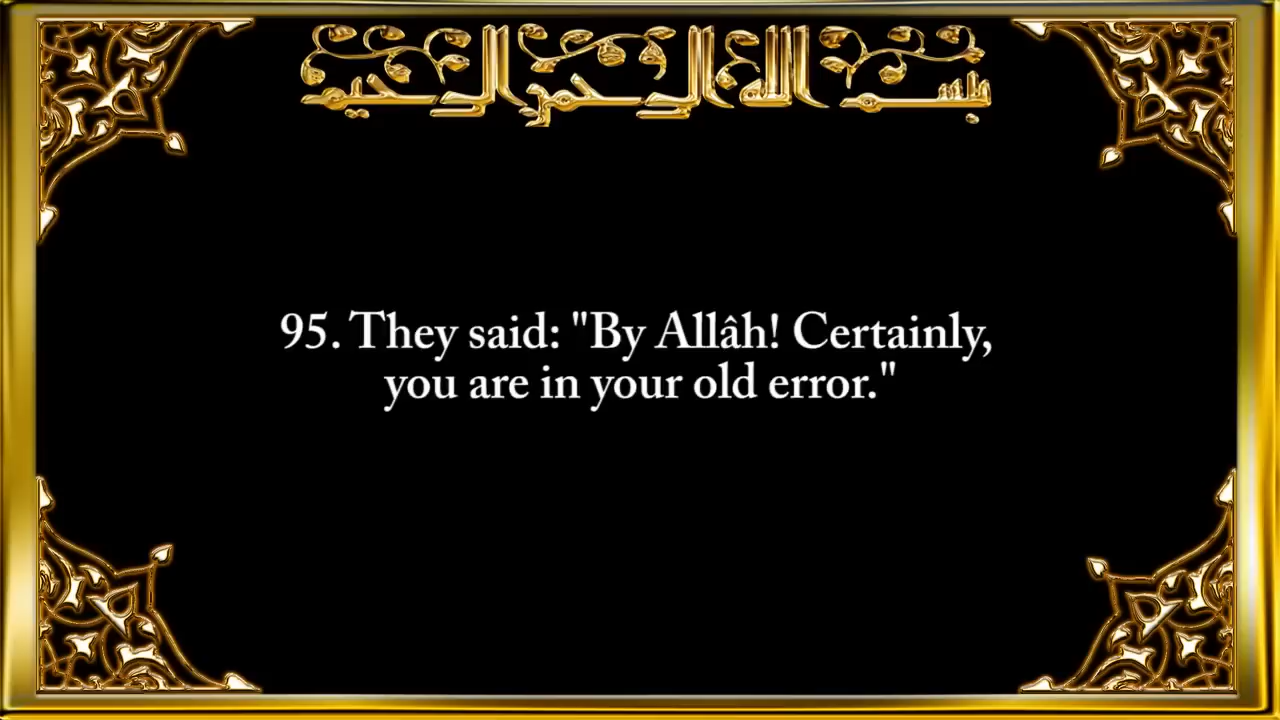 بسم الله الرحمن الرحيم
95. They said: "By Allâh! Certainly,
you are in your old error."